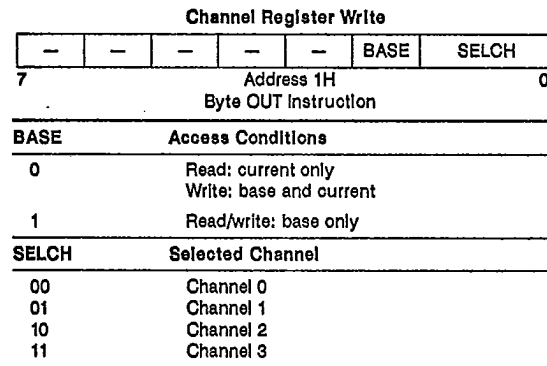 Channel Register Write
— — — — — BASE SELCH
7 Address 1H 0
Byte OUT Instruction
BASE Access Conditions
0 Read: current only
Write: base and current
1 Read/write: base only
SELCH Selected Channel
00 Channel 0
01 Channel 1
10 Channel 2
11 Channel 3